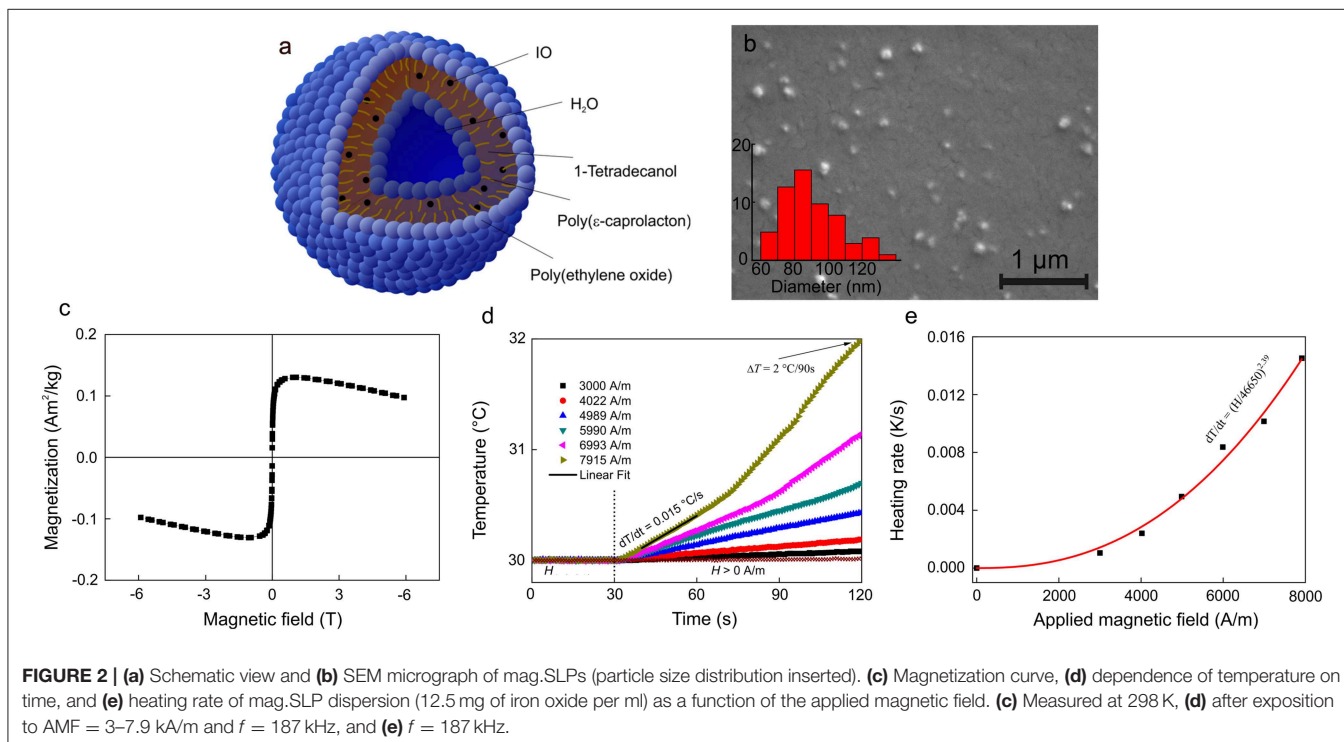 a
IO
H₂O
1-Tetradecanol
Poly(ε-caprolacton)
Poly(ethylene oxide)
b
20
10
0
60 80 100 120
Diameter (nm)
1 µm
c
Magnetization (Am²/kg)
0.2
0.1
0.0
-0.1
-0.2
-6 -3 0 -3 -6
Magnetic field (T)
d
Temperature (°C)
32
31
30
ΔT = 2 °C/90s
3000 A/m
4022 A/m
4989 A/m
5990 A/m
6993 A/m
7915 A/m
Linear Fit
dT/dt = 0.015 °C/s
H
H > 0 A/m
0 30 60 90 120
Time (s)
e
Heating rate (K/s)
0.016
0.012
0.008
0.004
0.000
dT/dt = (H/46650)²·³⁹
0 2000 4000 6000 8000
Applied magnetic field (A/m)
FIGURE 2 | (a) Schematic view and (b) SEM micrograph of mag.SLPs (particle size distribution inserted). (c) Magnetization curve, (d) dependence of temperature on
time, and (e) heating rate of mag.SLP dispersion (12.5 mg of iron oxide per ml) as a function of the applied magnetic field. (c) Measured at 298 K, (d) after exposition
to AMF = 3–7.9 kA/m and f = 187 kHz, and (e) f = 187 kHz.